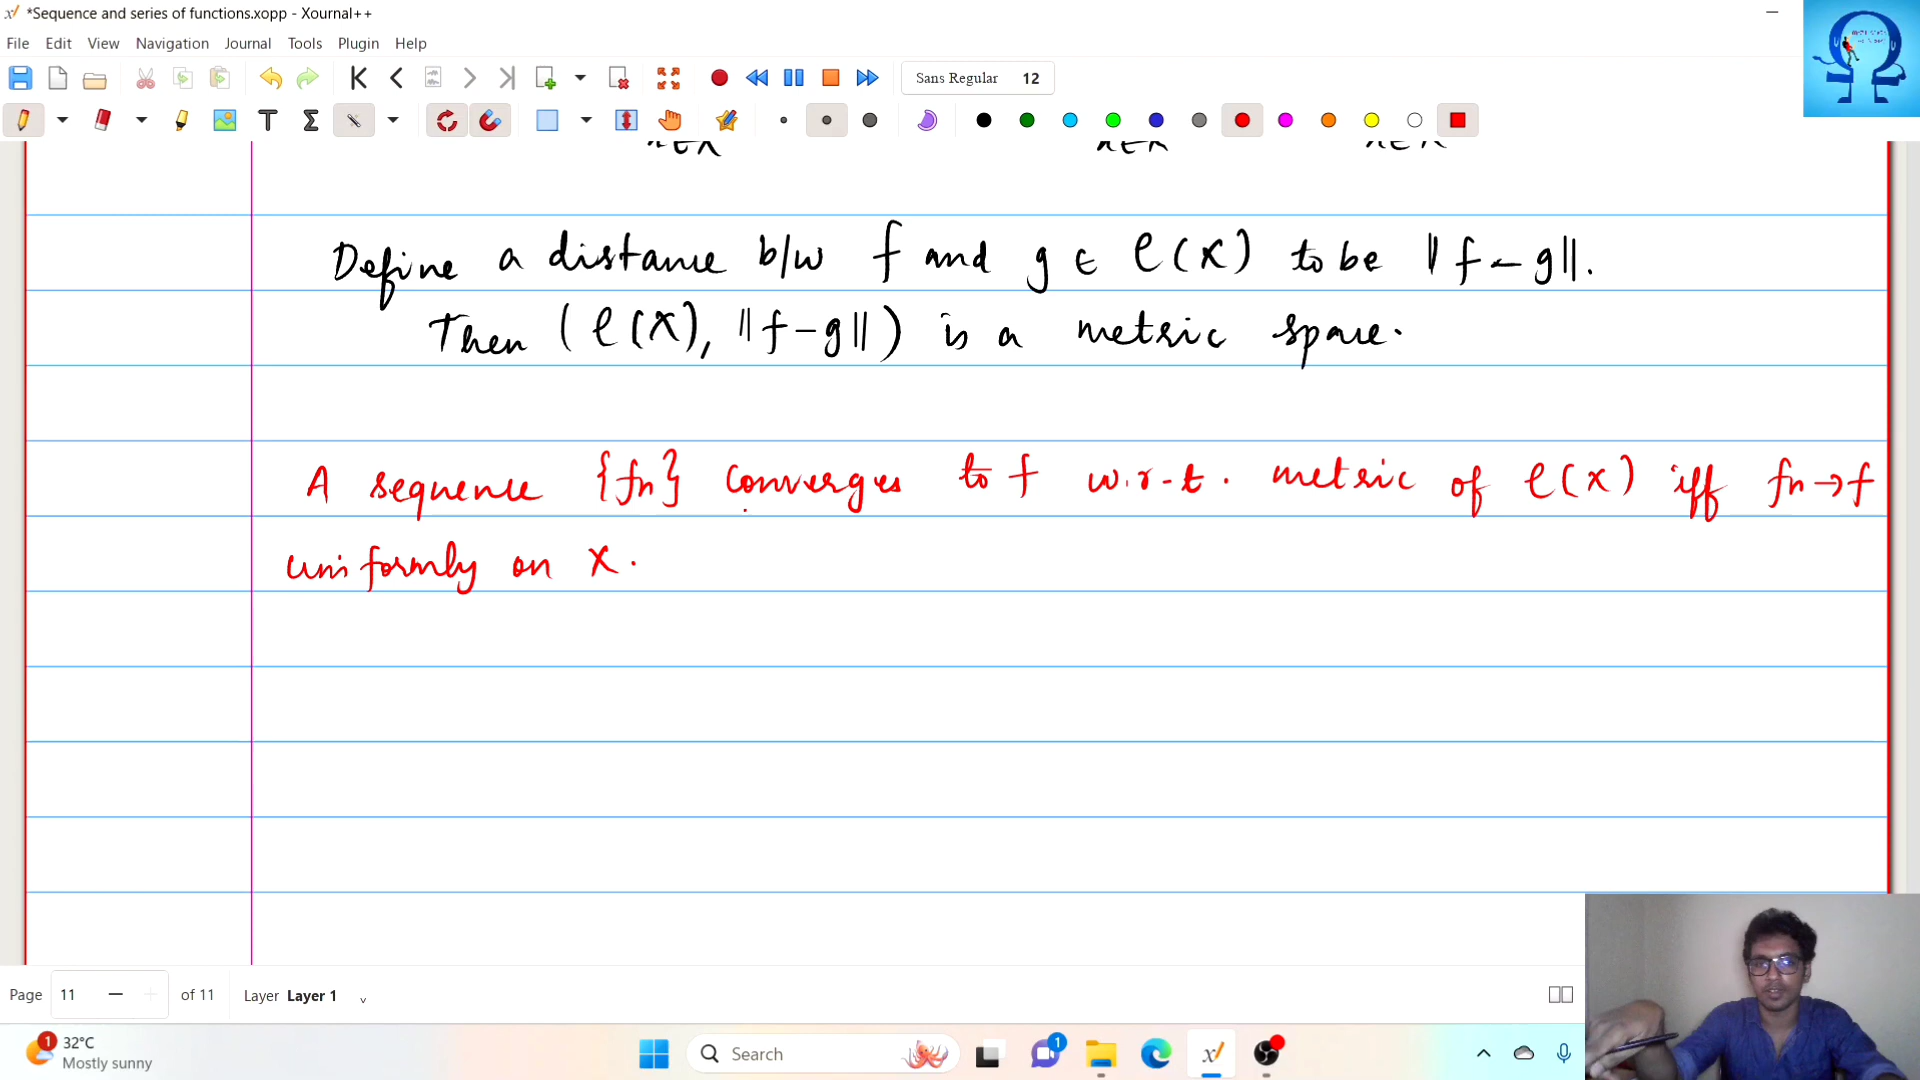 *Sequence and series of functions.xopp - Xournal++
File Edit View Navigation Journal Tools Plugin Help
Sans Regular 12
x∈X x∈X x∈X
Define a distance b/w f and g ∈ ℓ(X) to be ‖f-g‖.
Then (ℓ(X), ‖f-g‖) is a metric space.
A sequence {fn} converges to f w.r.t. metric of ℓ(X) iff fn→f
uniformly on X.
Page 11 of 11 Layer Layer 1
1 32°C
Mostly sunny
Search
1